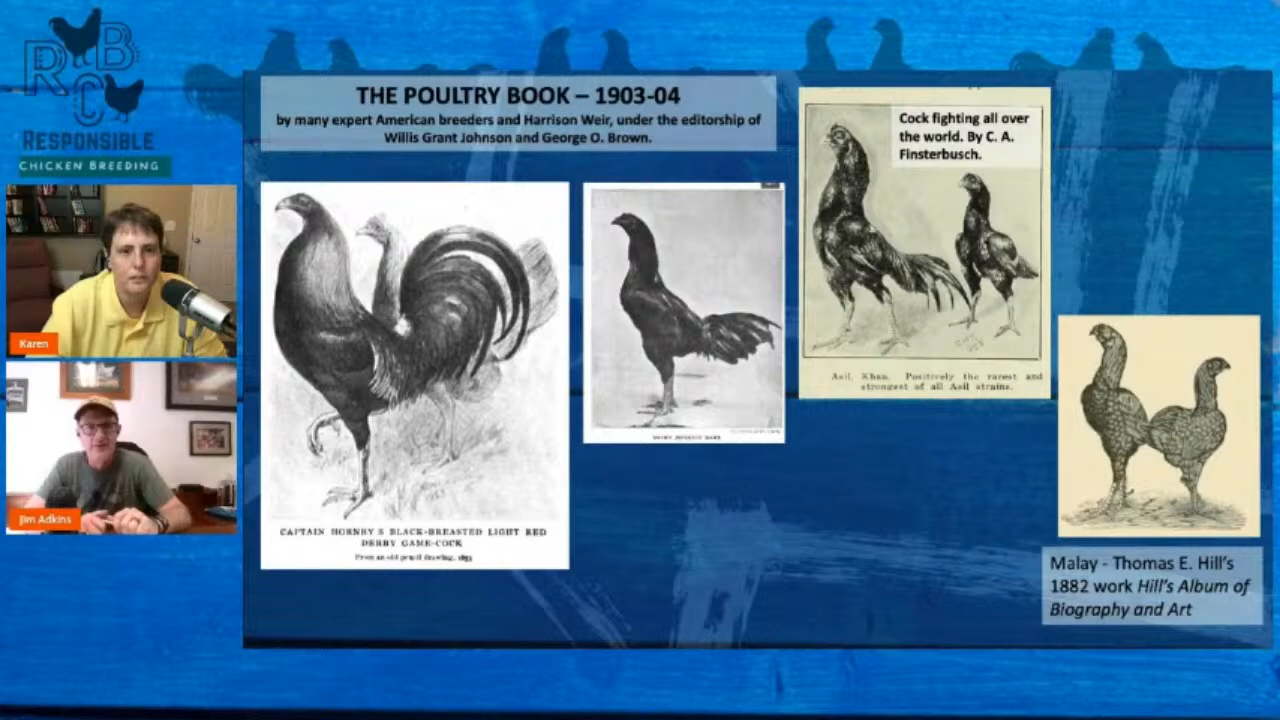 RBC
RESPONSIBLE
CHICKEN BREEDING
Karen
Jim Adkins
THE POULTRY BOOK – 1903-04
by many expert American breeders and Harrison Weir, under the editorship of
Willis Grant Johnson and George O. Brown.
CAPTAIN HORNBY'S BLACK-BREASTED LIGHT RED
DERBY GAME-COCK
From an old pencil drawing,
Cock fighting all over
the world. By C. A.
Finsterbusch.
Asil, Khan. Positively the rarest and
strongest of all Asil strains.
Malay - Thomas E. Hill's
1882 work Hill's Album of
Biography and Art